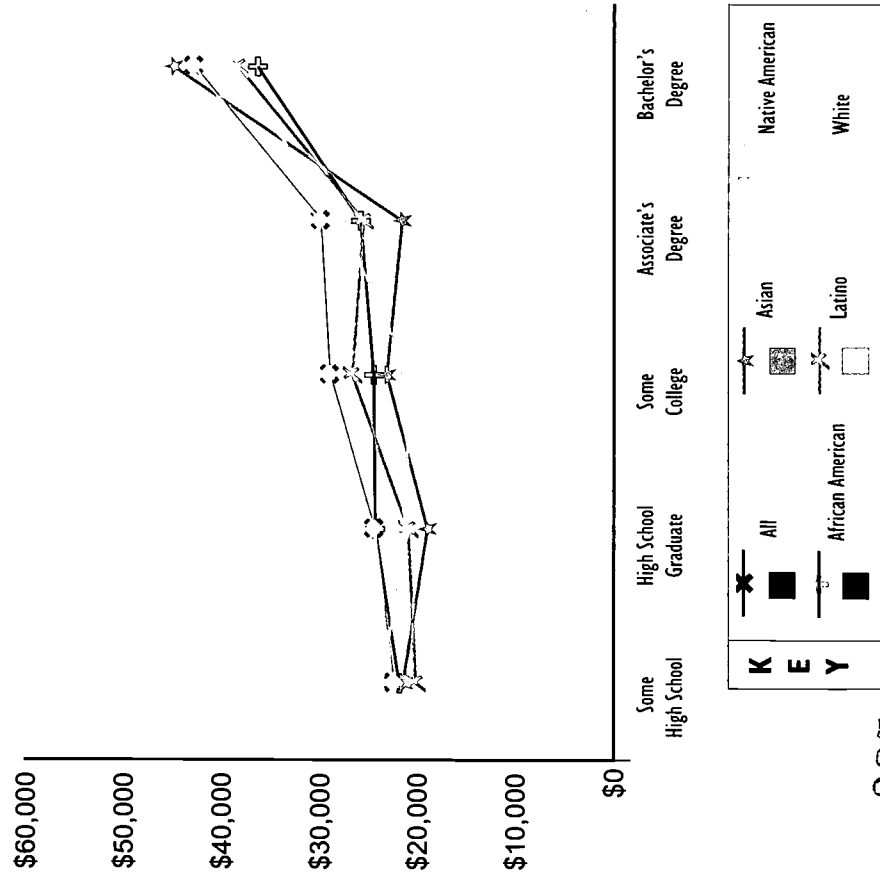 $60,000
$50,000
$40,000
$30,000
$20,000
$10,000
$0
Some
High School
High School
Graduate
Some
College
Associate's
Degree
Bachelor's
Degree
K
E
Y
All
Asian
Native American
African American
Latino
White